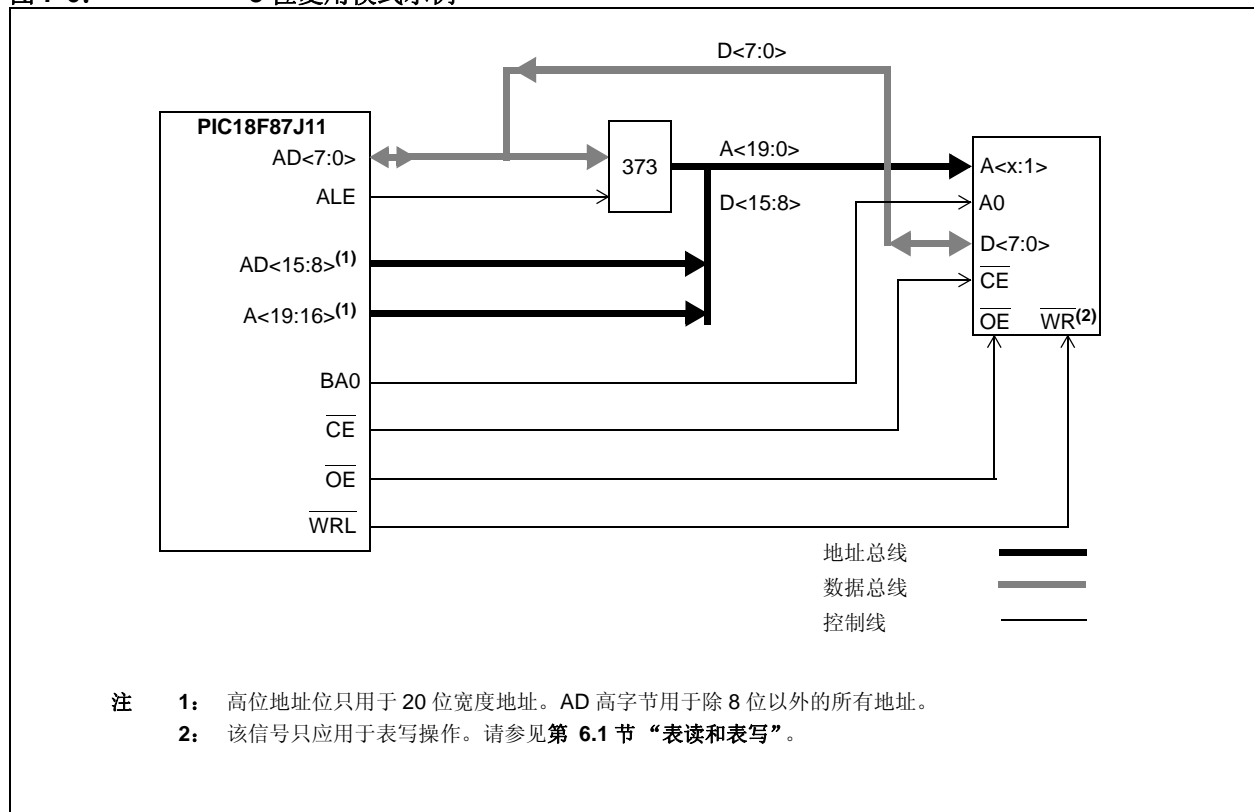 D<7:0>
PIC18F87J11
AD<7:0>
373
A<19:0>
A<x:1>
ALE
D<15:8>
A0
AD<15:8>(1)
D<7:0>
CE
A<19:16>(1)
OE WR(2)
BA0
CE
OE
WRL
地址总线
数据总线
控制线
注 1： 高位地址位只用于 20 位宽度地址。AD 高字节用于除 8 位以外的所有地址。
2： 该信号只应用于表写操作。请参见第 6.1 节 “表读和表写”。